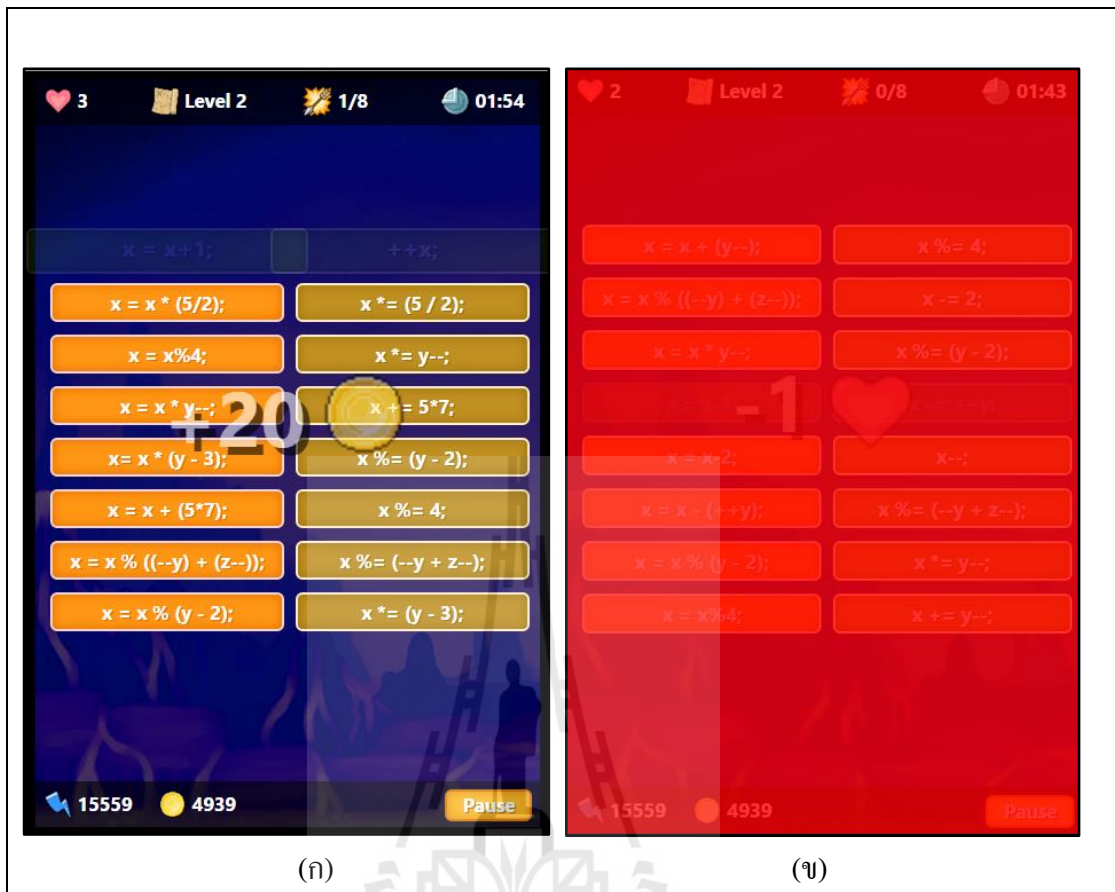 3 Level 2 1/8 01:54
x = x+1; ++x;
x = x * (5/2); x *= (5 / 2);
x = x%4; x *= y--;
x = x * y--; x += 5*7;
+20
x= x * (y - 3); x %= (y - 2);
x = x + (5*7); x %= 4;
x = x % ((--y) + (z--)); x %= (--y + z--);
x = x % (y - 2); x *= (y - 3);
15559 4939 Pause
(ก)
2 Level 2 0/8 01:43
x = x + (y--); x %= 4;
x = x % ((--y) + (z--)); x -= 2;
x = x * y--; x %= (y - 2);
-1
x = x-2; x--;
x = x - (++y); x %= (--y + z--);
x = x % (y - 2); x *= y--;
x = x%4; x += y--;
15559 4939 Pause
(ข)